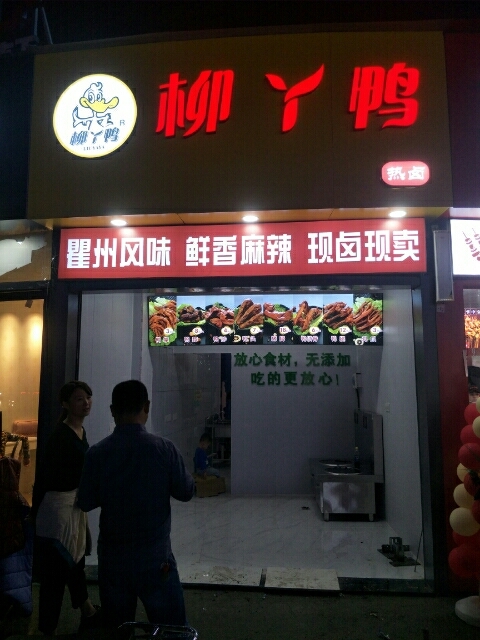 柳丫鸭
柳丫鸭
R
热卤
瞿州风味 鲜香麻辣 现卤现卖
放心食材，无添加
吃的更放心！